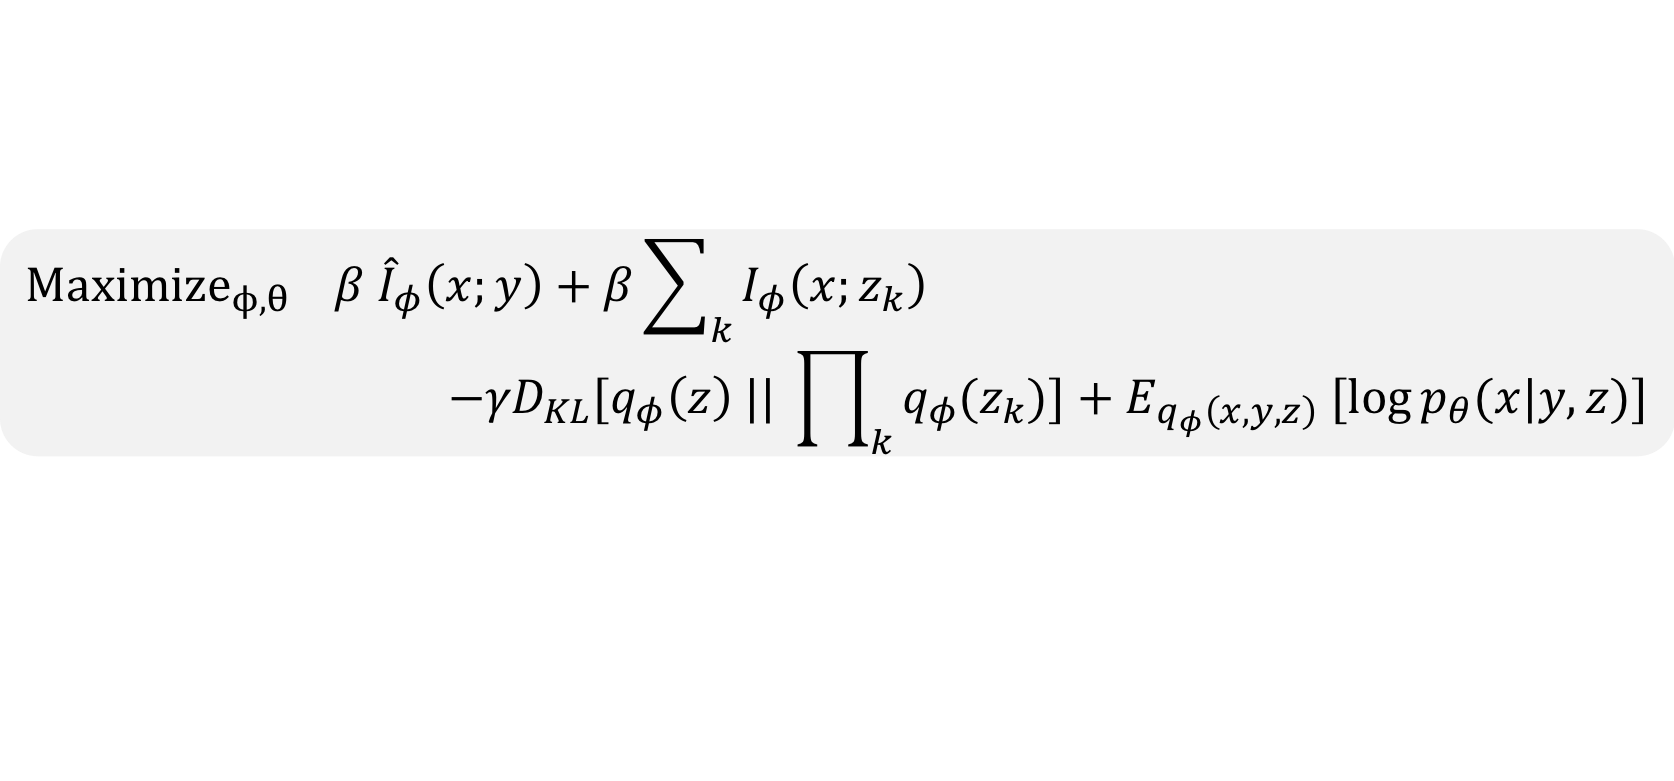 Maximize_{ϕ,θ} β Î_ϕ(x; y) + β ∑_k I_ϕ(x; z_k)
−γD_{KL}[q_ϕ(z) || ∏_k q_ϕ(z_k)] + E_{q_ϕ(x,y,z)} [log p_θ(x|y, z)]